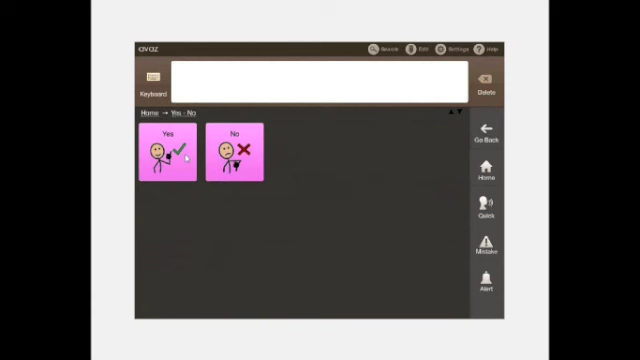 avaz
Search Edit Settings Help
Keyboard
Delete
Home → Yes - No
Yes
No
Go Back
Home
Quick
Mistake
Alert